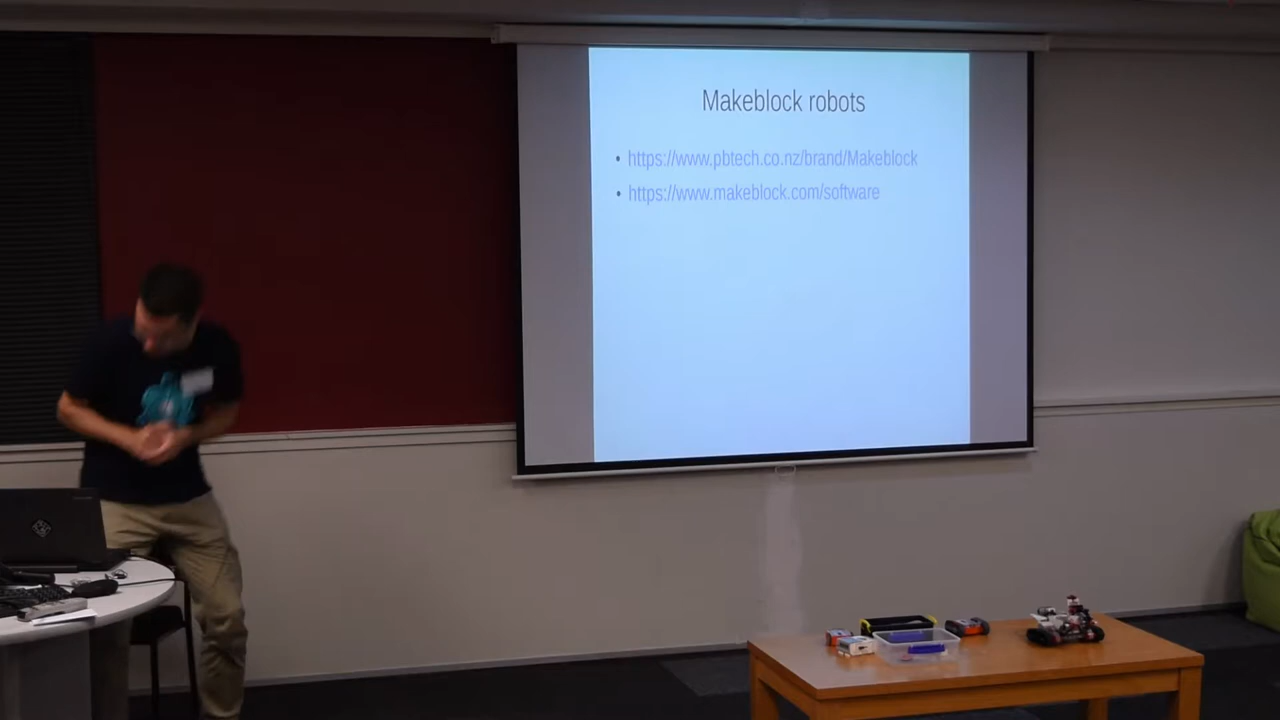 Makeblock robots
• https://www.pbtech.co.nz/brand/Makeblock
• https://www.makeblock.com/software